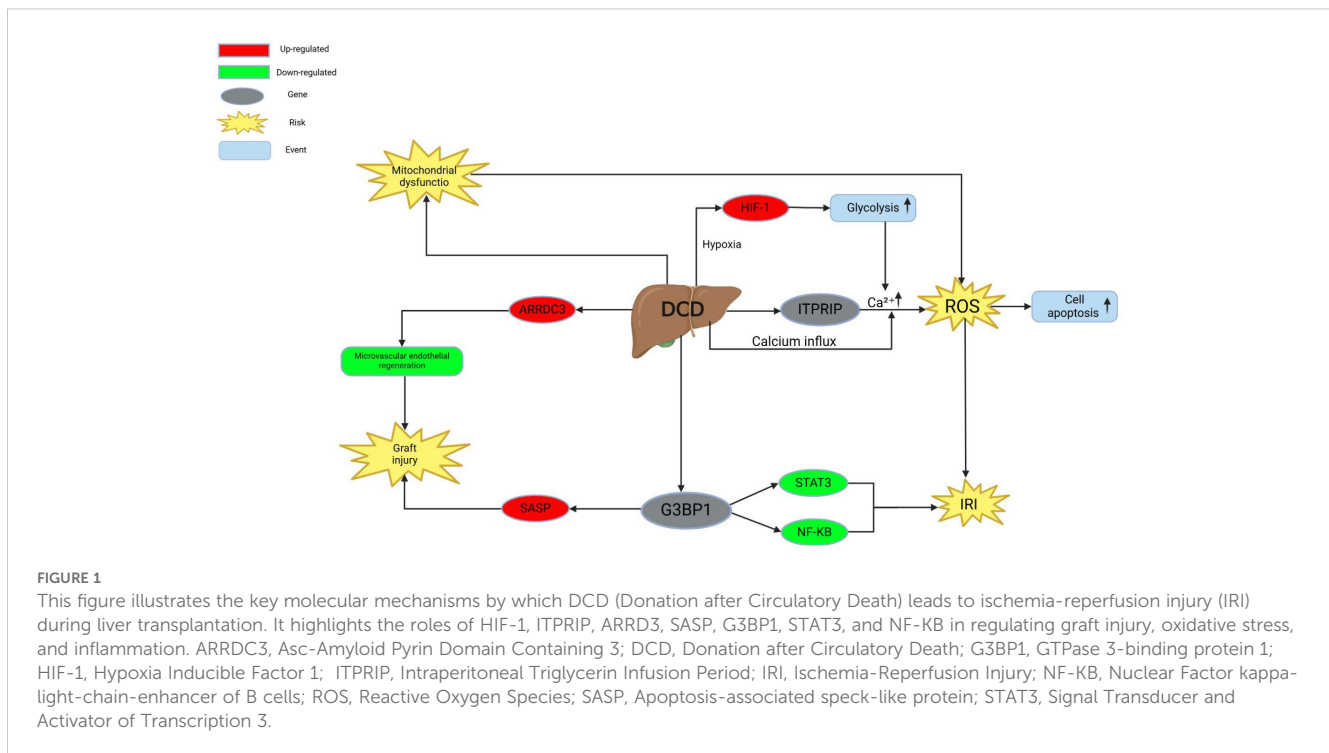 Up-regulated
Down-regulated
Gene
Risk
Event
Mitochondrial
dysfunctio
HIF-1
Glycolysis
Hypoxia
ARRDC3
DCD
ITPRIP
Ca²⁺
ROS
Cell
apoptosis
Calcium influx
Microvascular endothelial
regeneration
Graft
injury
STAT3
SASP
G3BP1
IRI
NF-KB
FIGURE 1
This figure illustrates the key molecular mechanisms by which DCD (Donation after Circulatory Death) leads to ischemia-reperfusion injury (IRI)
during liver transplantation. It highlights the roles of HIF-1, ITPRIP, ARRD3, SASP, G3BP1, STAT3, and NF-KB in regulating graft injury, oxidative stress,
and inflammation. ARRDC3, Asc-Amyloid Pyrin Domain Containing 3; DCD, Donation after Circulatory Death; G3BP1, GTPase 3-binding protein 1;
HIF-1, Hypoxia Inducible Factor 1; ITPRIP, Intraperitoneal Triglycerin Infusion Period; IRI, Ischemia-Reperfusion Injury; NF-KB, Nuclear Factor kappa-
light-chain-enhancer of B cells; ROS, Reactive Oxygen Species; SASP, Apoptosis-associated speck-like protein; STAT3, Signal Transducer and
Activator of Transcription 3.